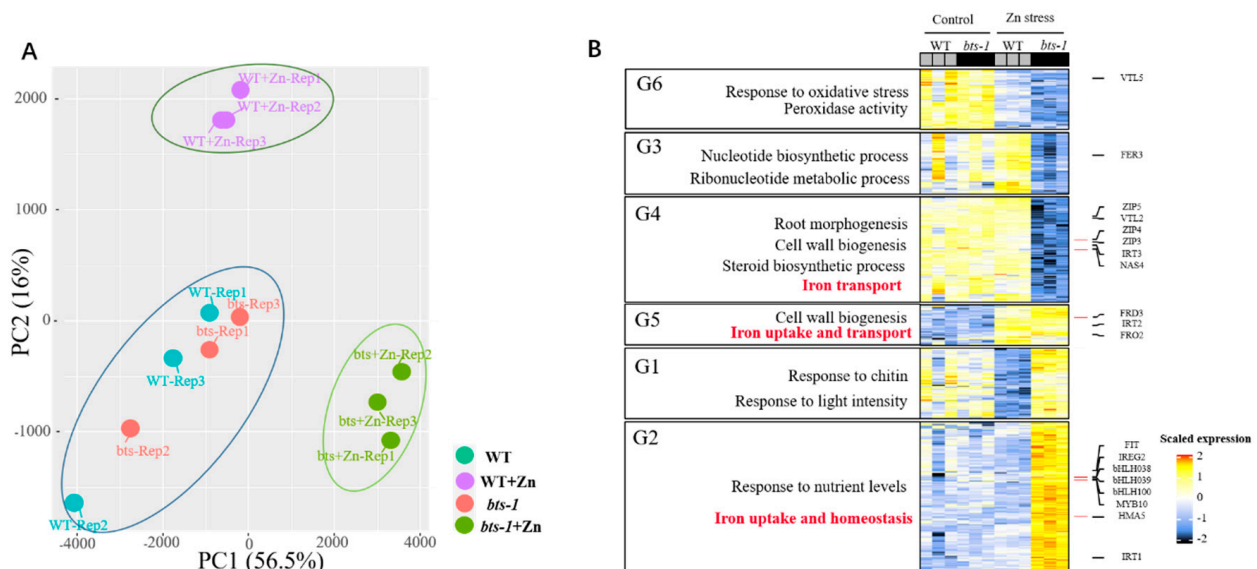 A
2000
1000
0
-1000
PC2 (16%)
WT+Zn-Rep1
WT+Zn-Rep2
WT+Zn-Rep3
WT-Rep1
bts-Rep3
bts-Rep1
WT-Rep3
bts-Rep2
WT-Rep2
bts+Zn-Rep2
bts+Zn-Rep3
bts+Zn-Rep1
-4000
-2000
0
2000
4000
PC1 (56.5%)
WT
WT+Zn
bts-1
bts-1+Zn
B
Control
Zn stress
WT
bts-1
WT
bts-1
G6
Response to oxidative stress
Peroxidase activity
G3
Nucleotide biosynthetic process
Ribonucleotide metabolic process
G4
Root morphogenesis
Cell wall biogenesis
Steroid biosynthetic process
Iron transport
G5
Cell wall biogenesis
Iron uptake and transport
G1
Response to chitin
Response to light intensity
G2
Response to nutrient levels
Iron uptake and homeostasis
VTL5
FER3
ZIP5
VTL2
ZIP4
ZIP3
IRT3
NAS4
FRD3
IRT2
FRO2
FIT
IREG2
bHLH038
bHLH039
bHLH100
MYB10
HMA5
IRT1
Scaled expression
2
1
0
-1
-2